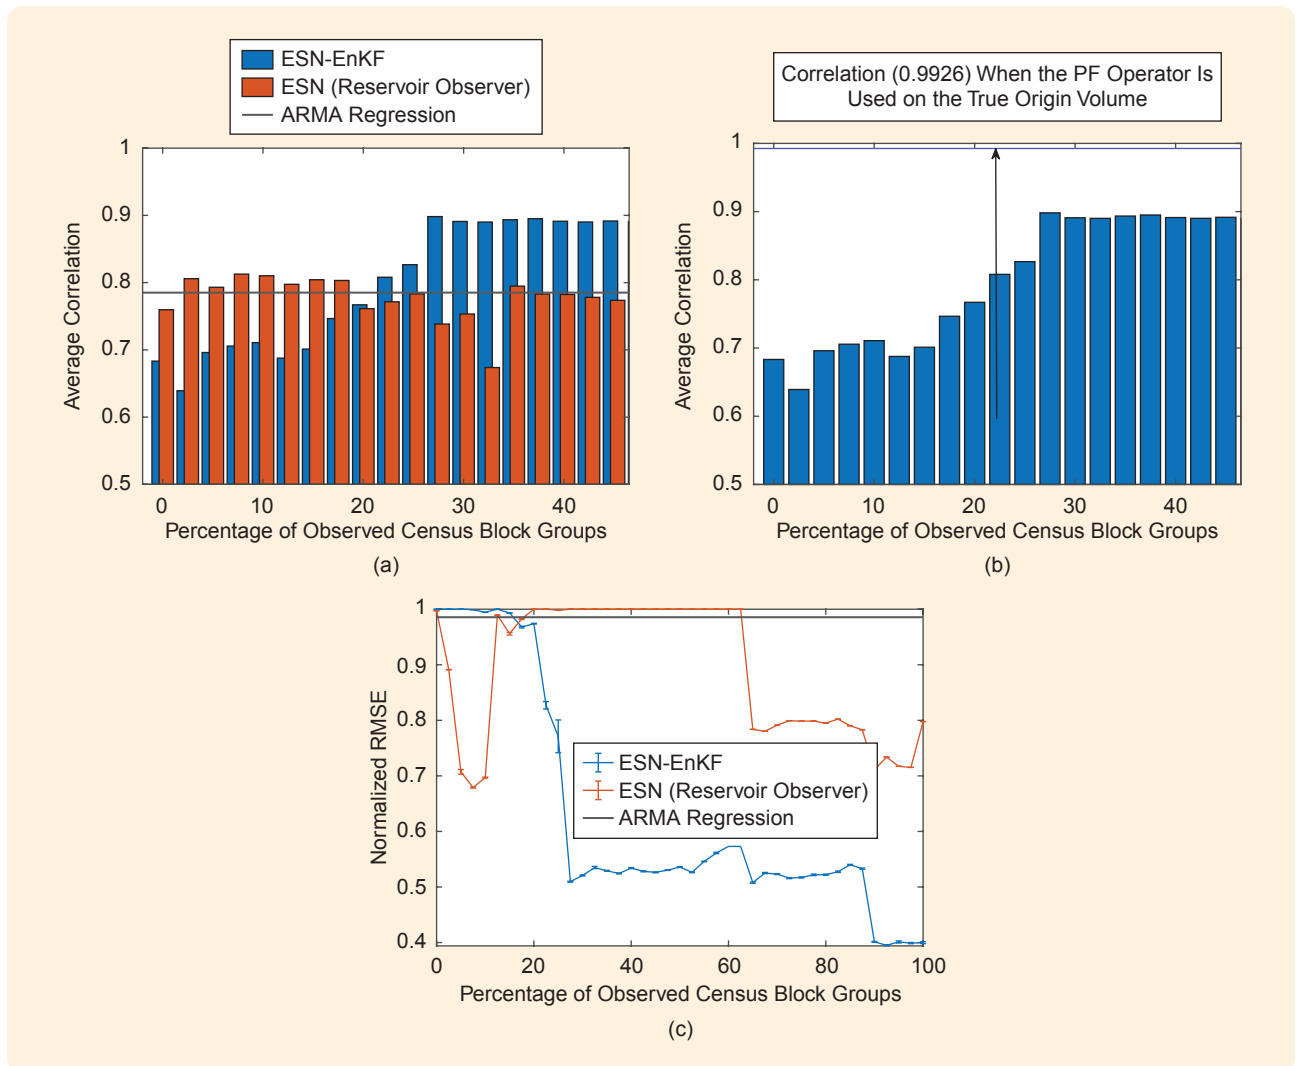 ESN-EnKF
ESN (Reservoir Observer)
ARMA Regression
1
0.9
0.8
0.7
0.6
0.5
Average Correlation
0 10 20 30 40
Percentage of Observed Census Block Groups
(a)
Correlation (0.9926) When the PF Operator Is
Used on the True Origin Volume
1
0.9
0.8
0.7
0.6
0.5
Average Correlation
0 10 20 30 40
Percentage of Observed Census Block Groups
(b)
1
0.9
0.8
0.7
0.6
0.5
0.4
Normalized RMSE
ESN-EnKF
ESN (Reservoir Observer)
ARMA Regression
0 20 40 60 80 100
Percentage of Observed Census Block Groups
(c)